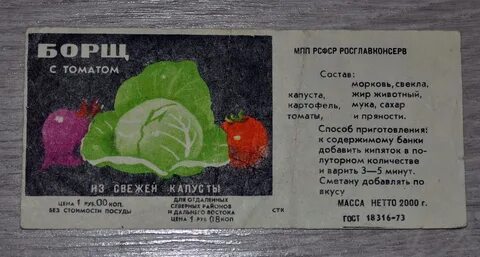 БОРЩ
С ТОМАТОМ
ИЗ СВЕЖЕЙ КАПУСТЫ
ЦЕНА 1 РУБ. 00 КОП.
БЕЗ СТОИМОСТИ ПОСУДЫ
ДЛЯ ОТДАЛЕННЫХ
СЕВЕРНЫХ РАЙОНОВ
И ДАЛЬНЕГО ВОСТОКА
ЦЕНА 1 РУБ. 08 КОП.
СТК
МПП РСФСР РОСГЛАВКОНСЕРВ
Состав:
морковь, свекла,
капуста, жир животный,
картофель, мука, сахар
томаты, и пряности.
Способ приготовления:
к содержимому банки
добавить кипяток в по-
луторном количестве
и варить 3—5 минут.
Сметану добавлять по
вкусу
МАССА НЕТТО 2000 г.
ГОСТ 18316-73